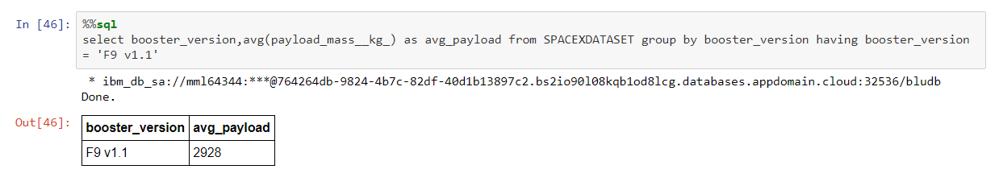 In [46]: %%sql
select booster_version,avg(payload_mass__kg_) as avg_payload from SPACEXDATASET group by booster_version having booster_version
= 'F9 v1.1'
* ibm_db_sa://mml64344:***@764264db-9824-4b7c-82df-40d1b13897c2.bs2io90l08kqb1od8lcg.databases.appdomain.cloud:32536/bludb
Done.
Out[46]: booster_version avg_payload
F9 v1.1 2928